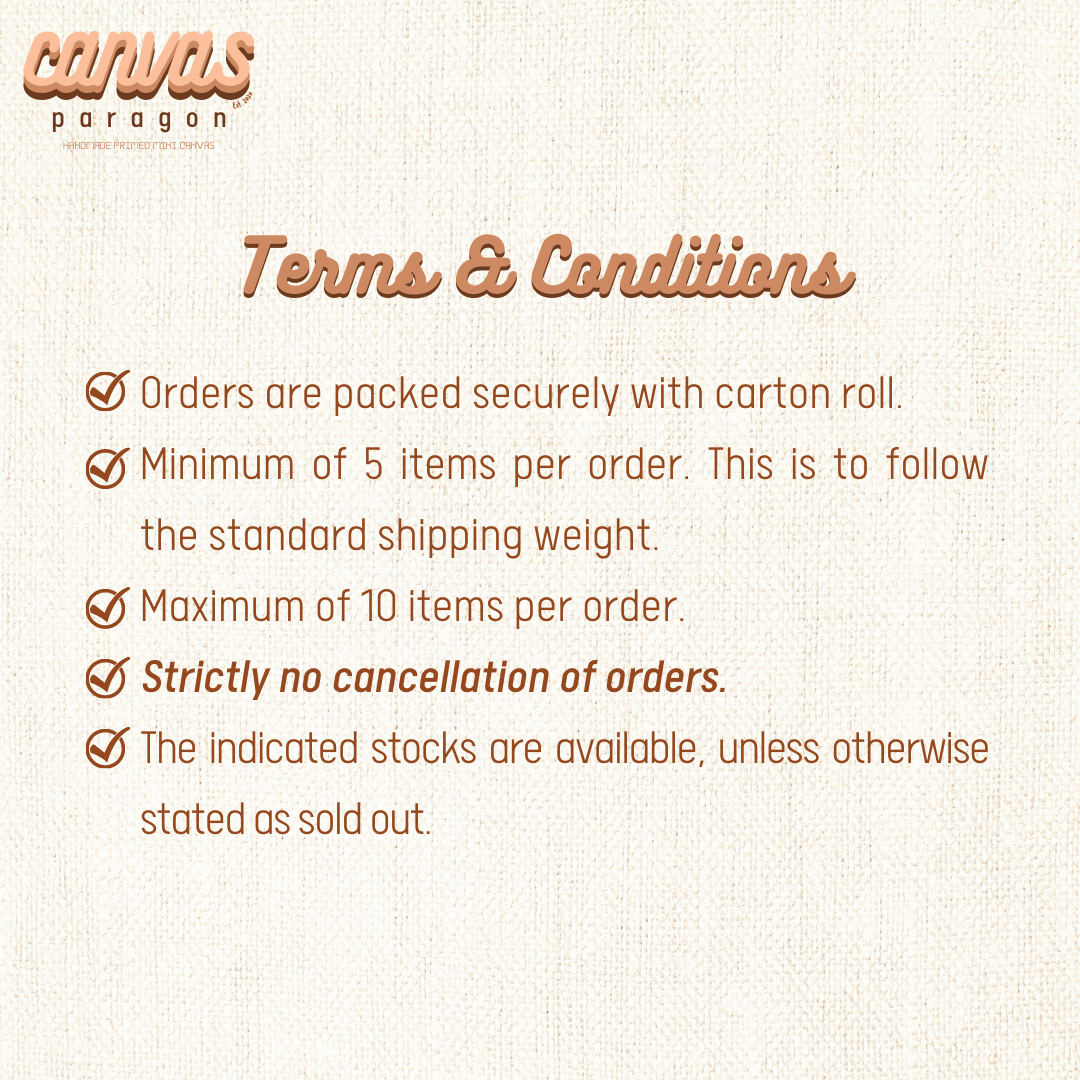 canvas
Est. 2020
paragon
HANDMADE PRIMED MINI CANVAS
Terms & Conditions
Orders are packed securely with carton roll.
Minimum of 5 items per order. This is to follow
the standard shipping weight.
Maximum of 10 items per order.
Strictly no cancellation of orders.
The indicated stocks are available, unless otherwise
stated as sold out.